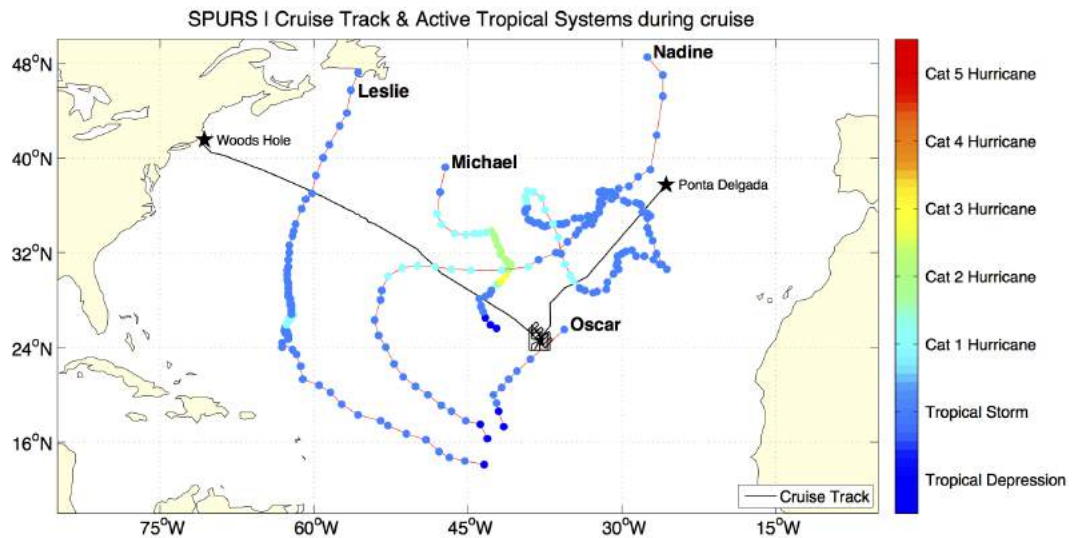 SPURS I Cruise Track & Active Tropical Systems during cruise
48°N
40°N
32°N
24°N
16°N
75°W
60°W
45°W
30°W
15°W
Nadine
Leslie
Woods Hole
Michael
Ponta Delgada
Oscar
Cruise Track
Cat 5 Hurricane
Cat 4 Hurricane
Cat 3 Hurricane
Cat 2 Hurricane
Cat 1 Hurricane
Tropical Storm
Tropical Depression